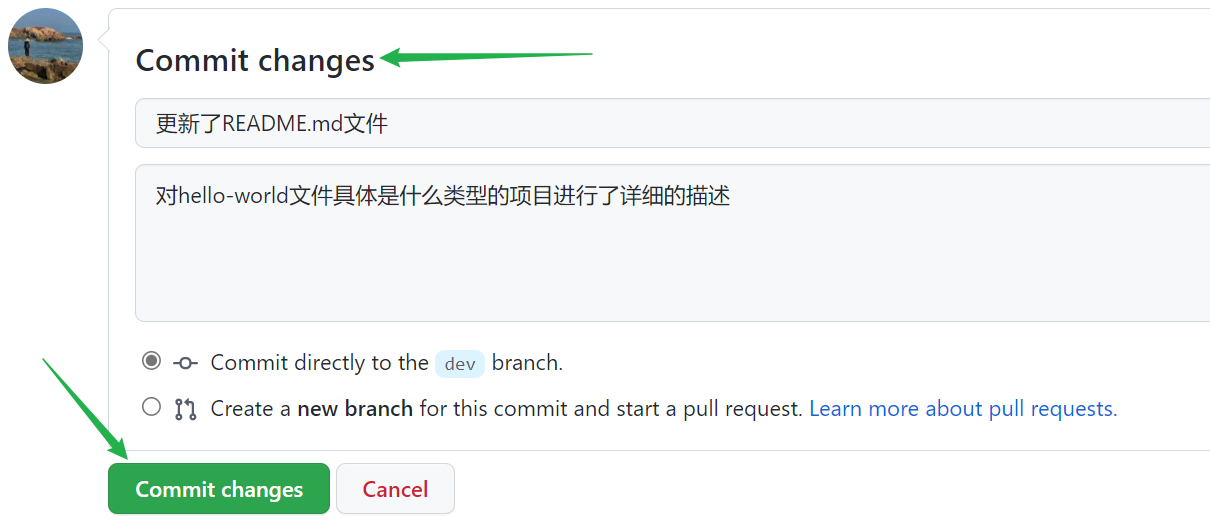 Commit changes
更新了README.md文件
对hello-world文件具体是什么类型的项目进行了详细的描述
Commit directly to the dev branch.
Create a new branch for this commit and start a pull request. Learn more about pull requests.
Commit changes Cancel